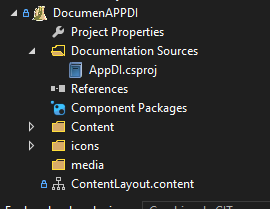 DocumenAPPDI
Project Properties
Documentation Sources
AppDI.csproj
References
Component Packages
Content
icons
media
ContentLayout.content